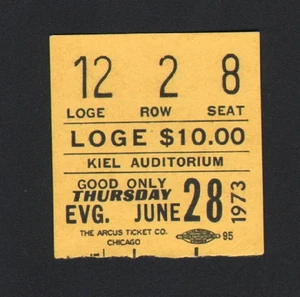 12 2 8
LOGE ROW SEAT
LOGE $10.00
KIEL AUDITORIUM
GOOD ONLY
THURSDAY
EVG. JUNE 28 1973
THE ARCUS TICKET CO.
CHICAGO
95